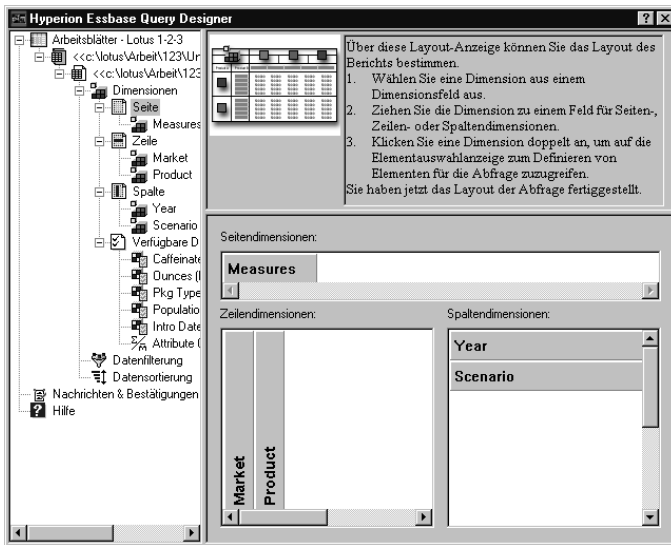 Hyperion Essbase Query Designer
Arbeitsblätter - Lotus 1-2-3
<<c:\lotus\Arbeit\123\Un
<<c:\lotus\Arbeit\123
Dimensionen
Seite
Measures
Zeile
Market
Product
Spalte
Year
Scenario
Verfügbare D
Caffeinate
Ounces (
Pkg Type
Populatio
Intro Date
Attribute
Datenfilterung
Datensortierung
Nachrichten & Bestätigungen
Hilfe
Über diese Layout-Anzeige können Sie das Layout des
Berichts bestimmen.
1. Wählen Sie eine Dimension aus einem
Dimensionsfeld aus.
2. Ziehen Sie die Dimension zu einem Feld für Seiten-,
Zeilen- oder Spaltendimensionen.
3. Klicken Sie eine Dimension doppelt an, um auf die
Elementauswahlanzeige zum Definieren von
Elementen für die Abfrage zuzugreifen.
Sie haben jetzt das Layout der Abfrage fertiggestellt.
Seitendimensionen:
Measures
Zeilendimensionen:
Market
Product
Spaltendimensionen:
Year
Scenario